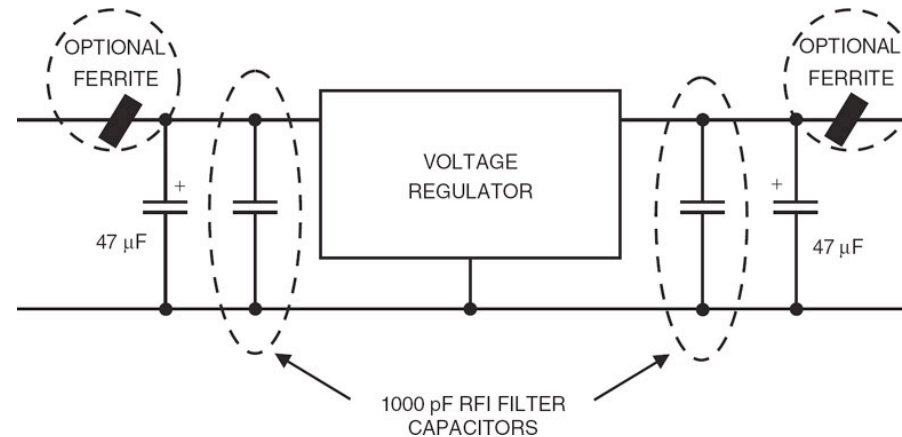 OPTIONAL
FERRITE
OPTIONAL
FERRITE
VOLTAGE
REGULATOR
+
47 μF
+
47 μF
1000 pF RFI FILTER
CAPACITORS